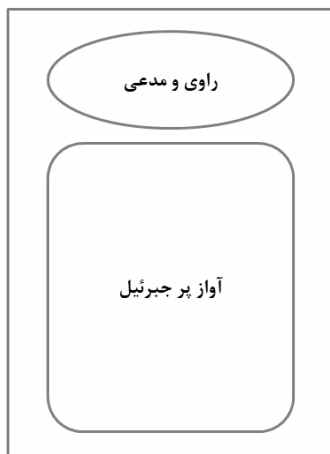 راوی و مدعی
آواز پر جبرئیل